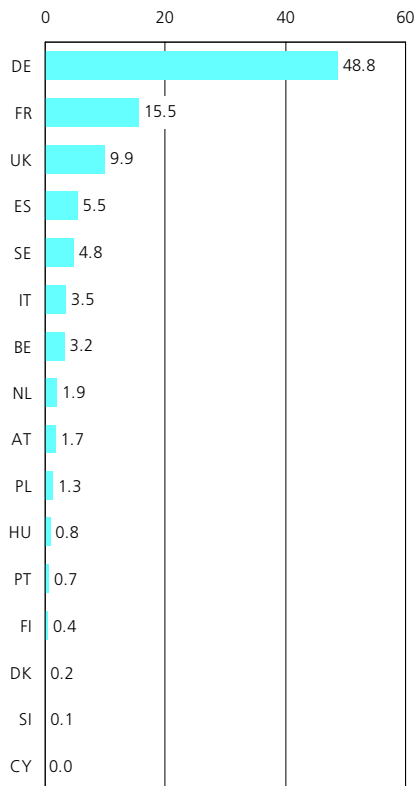 0 20 40 60
DE 48.8
FR 15.5
UK 9.9
ES 5.5
SE 4.8
IT 3.5
BE 3.2
NL 1.9
AT 1.7
PL 1.3
HU 0.8
PT 0.7
FI 0.4
DK 0.2
SI 0.1
CY 0.0